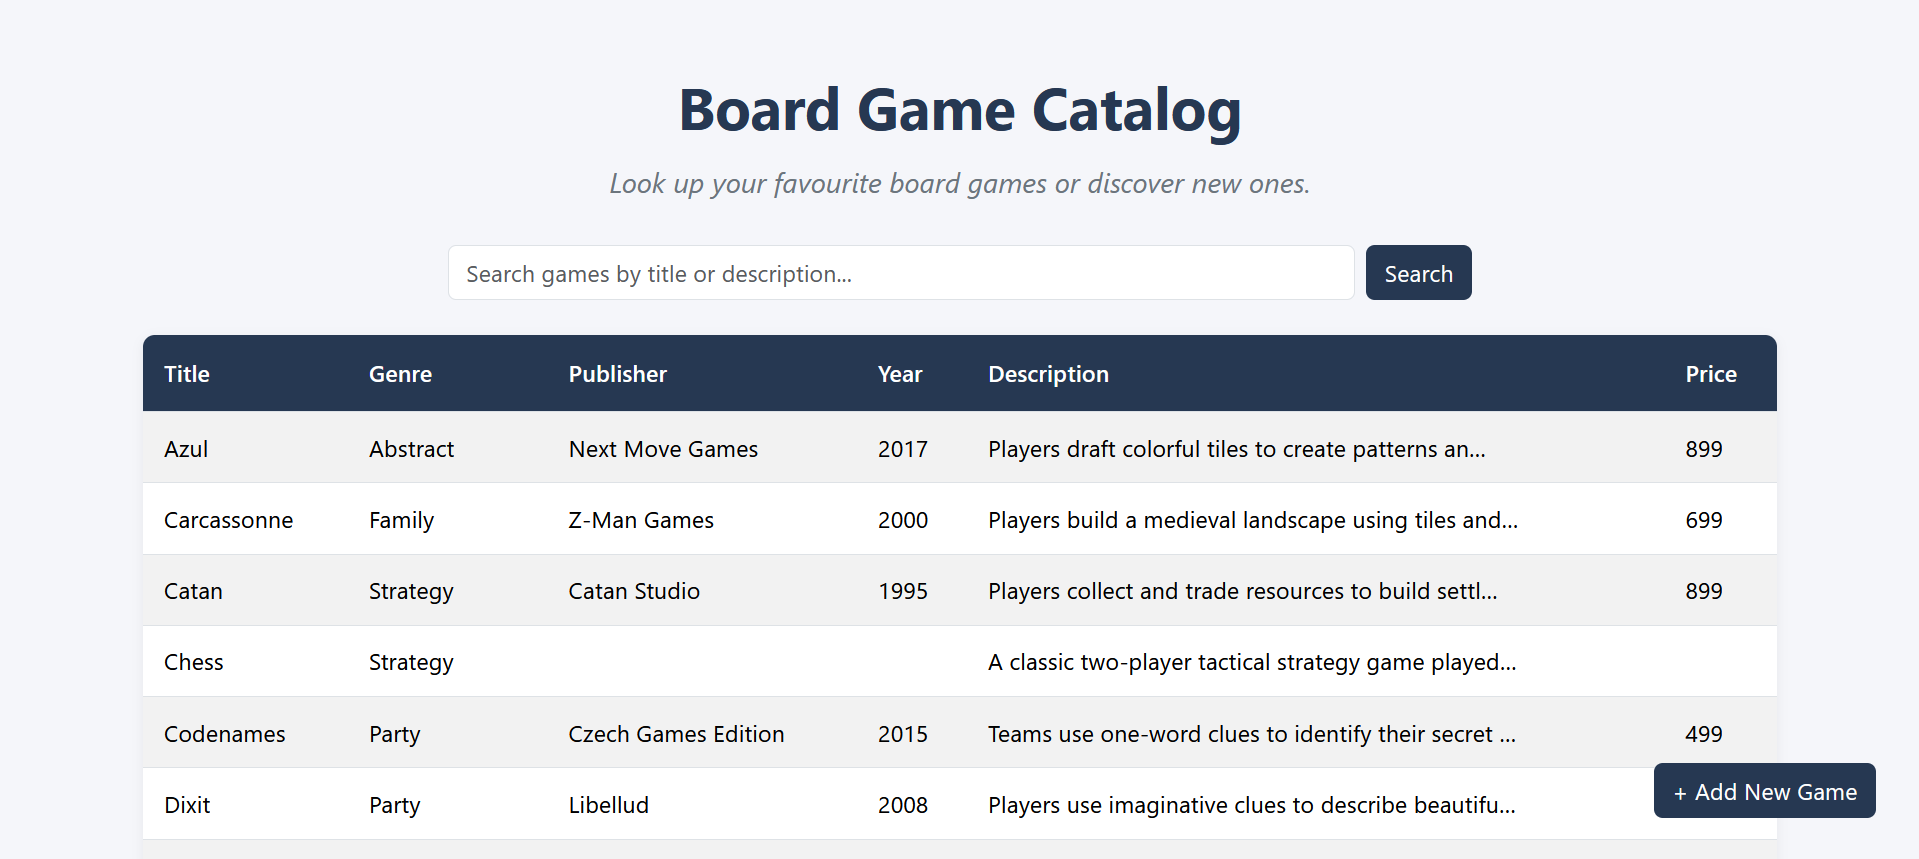 Board Game Catalog
Look up your favourite board games or discover new ones.
Search games by title or description...
Search
Title Genre Publisher Year Description Price
Azul Abstract Next Move Games 2017 Players draft colorful tiles to create patterns an... 899
Carcassonne Family Z-Man Games 2000 Players build a medieval landscape using tiles and... 699
Catan Strategy Catan Studio 1995 Players collect and trade resources to build settl... 899
Chess Strategy A classic two-player tactical strategy game played...
Codenames Party Czech Games Edition 2015 Teams use one-word clues to identify their secret ... 499
Dixit Party Libellud 2008 Players use imaginative clues to describe beautifu...
+ Add New Game